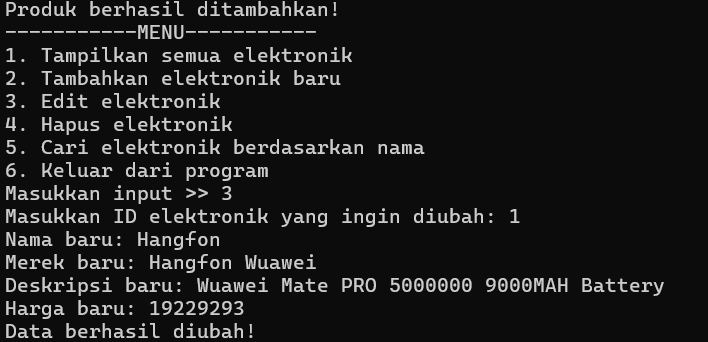 Produk berhasil ditambahkan!
-----------MENU-----------
1. Tampilkan semua elektronik
2. Tambahkan elektronik baru
3. Edit elektronik
4. Hapus elektronik
5. Cari elektronik berdasarkan nama
6. Keluar dari program
Masukkan input >> 3
Masukkan ID elektronik yang ingin diubah: 1
Nama baru: Hangfon
Merek baru: Hangfon Wuawei
Deskripsi baru: Wuawei Mate PRO 5000000 9000MAH Battery
Harga baru: 19229293
Data berhasil diubah!